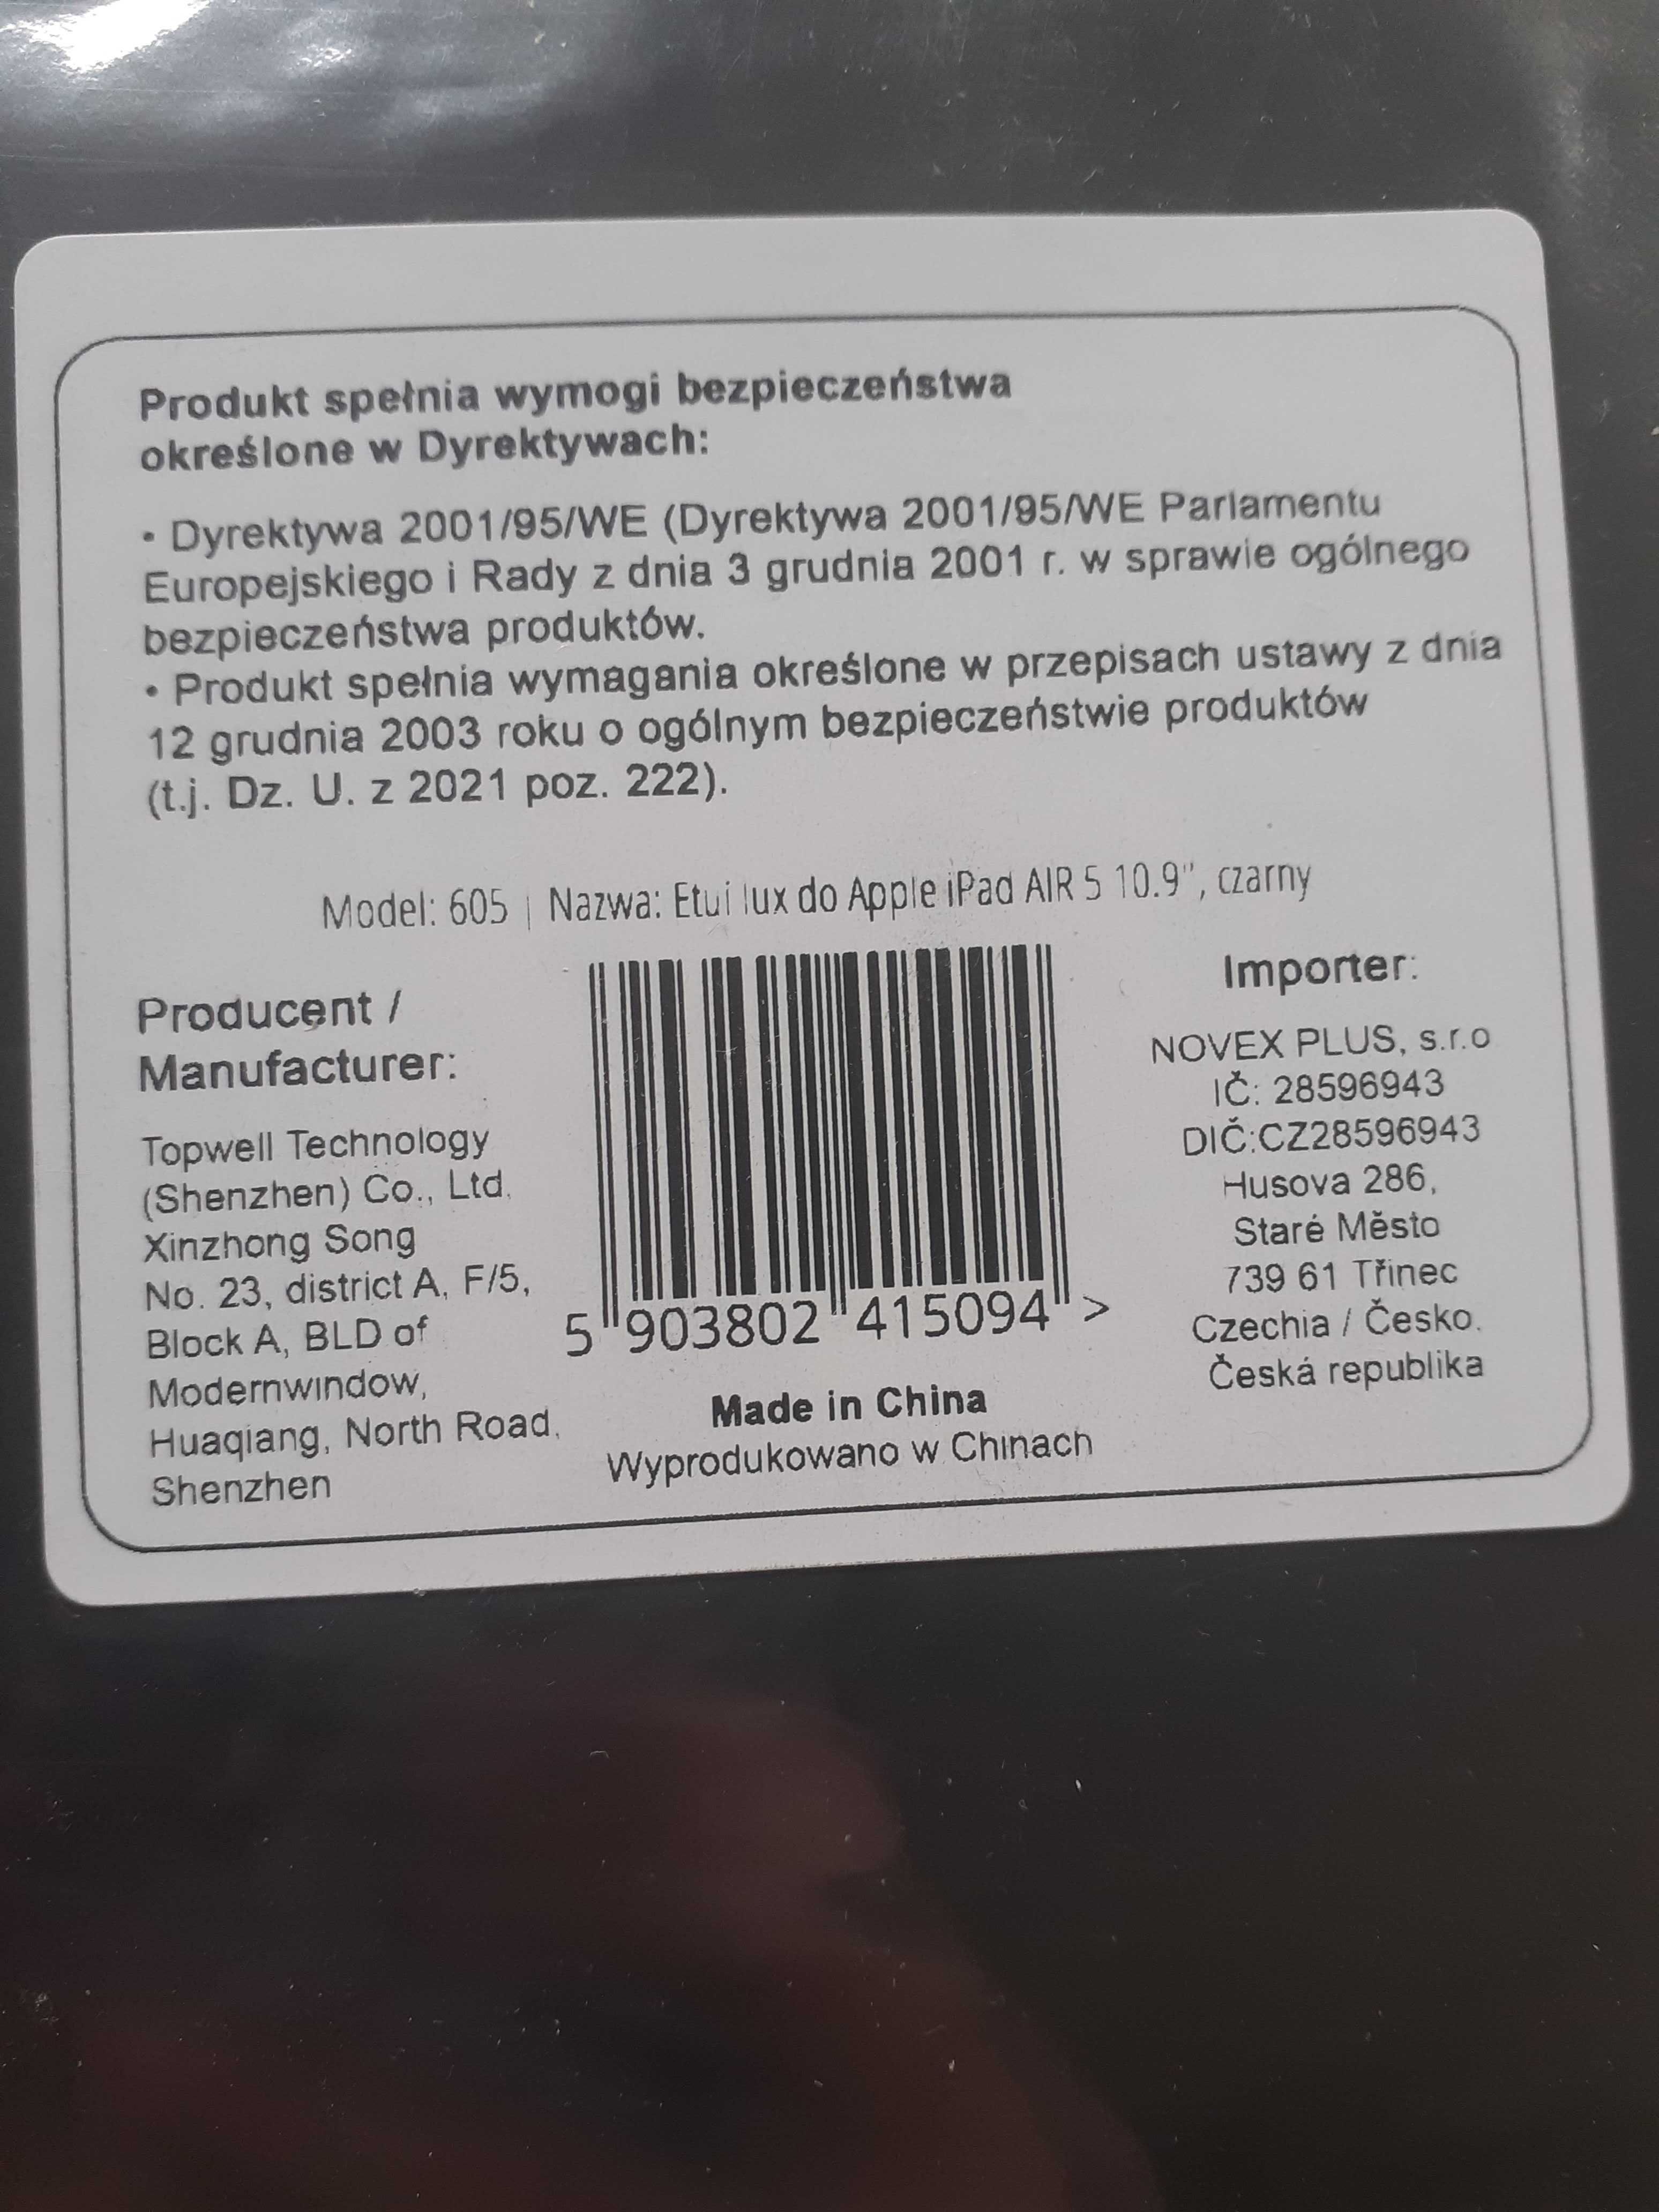 Produkt spełnia wymogi bezpieczeństwa
określone w Dyrektywach:
• Dyrektywa 2001/95/WE (Dyrektywa 2001/95/WE Parlamentu
Europejskiego i Rady z dnia 3 grudnia 2001 r. w sprawie ogólnego
bezpieczeństwa produktów.
• Produkt spełnia wymagania określone w przepisach ustawy z dnia
12 grudnia 2003 roku o ogólnym bezpieczeństwie produktów
(t.j. Dz. U. z 2021 poz. 222).
Model: 605 | Nazwa: Etui lux do Apple iPad AIR 5 10.9", czarny
Producent /
Manufacturer:
Topwell Technology
(Shenzhen) Co., Ltd.
Xinzhong Song
No. 23, district A, F/5,
Block A, BLD of
Modernwindow,
Huaqiang, North Road,
Shenzhen
5 903802 415094 >
Made in China
Wyprodukowano w Chinach
Importer:
NOVEX PLUS, s.r.o
IČ: 28596943
DIČ:CZ28596943
Husova 286,
Staré Město
739 61 Třinec
Czechia / Česko.
Česká republika